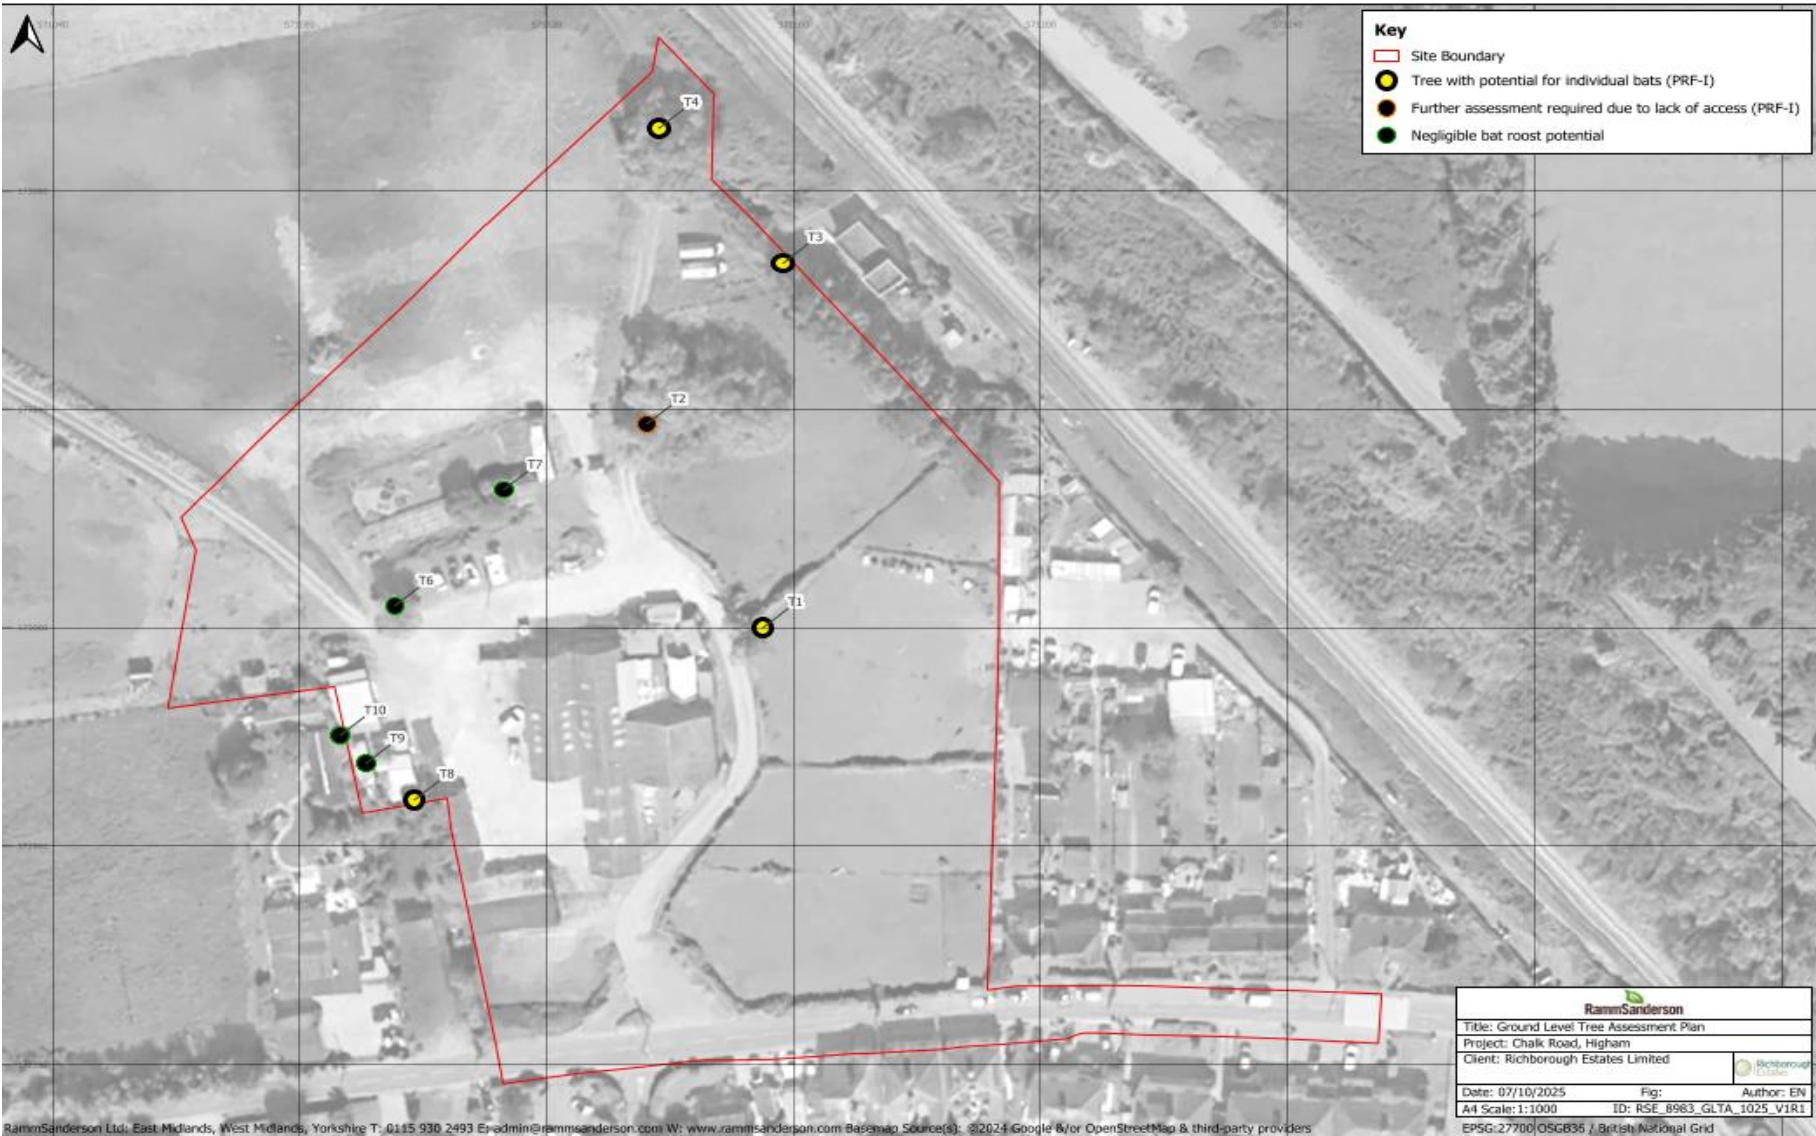 Key
Site Boundary
Tree with potential for individual bats (PRF-I)
Further assessment required due to lack of access (PRF-I)
Negligible bat roost potential
T4
T3
T2
T7
T6
T1
T10
T9
T8
RammSanderson
Title: Ground Level Tree Assessment Plan
Project: Chalk Road, Higham
Client: Richborough Estates Limited
Richborough
Estates
Date: 07/10/2025 Fig: Author: EN
A4 Scale:1:1000 ID: RSE_8983_GLTA_1025_V1R1
RammSanderson Ltd: East Midlands, West Midlands, Yorkshire T: 0115 930 2493 E: admin@rammsanderson.com W: www.rammsanderson.com Basemap Source(s): ©2024 Google &/or OpenStreetMap & third-party providers
EPSG:27700 OSGB36 / British National Grid